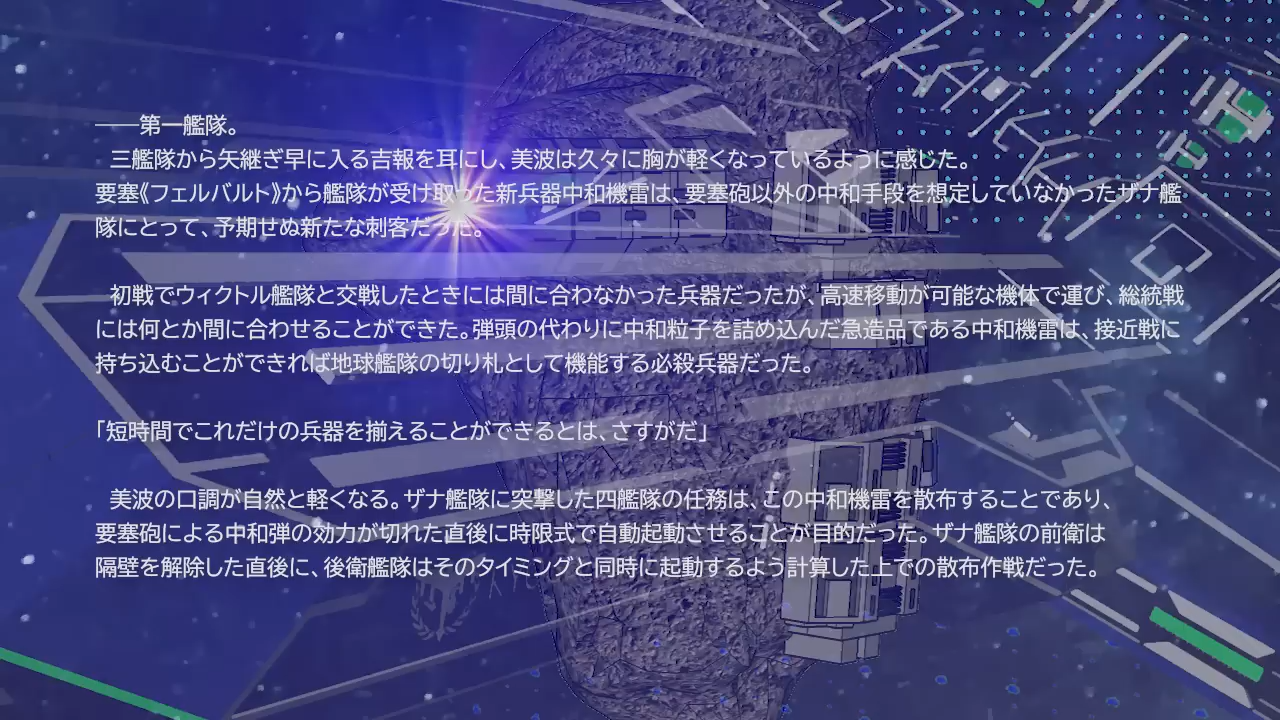 ――第一艦隊。
三艦隊から矢継ぎ早に入る吉報を耳にし、美波は久々に胸が軽くなっているように感じた。
要塞《フェルバルト》から艦隊が受け取った新兵器中和機雷は、要塞砲以外の中和手段を想定していなかったザナ艦
隊にとって、予期せぬ新たな刺客だった。
初戦でウィクトル艦隊と交戦したときには間に合わなかった兵器だったが、高速移動が可能な機体で運び、総統戦
には何とか間に合わせることができた。弾頭の代わりに中和粒子を詰め込んだ急造品である中和機雷は、接近戦に
持ち込むことができれば地球艦隊の切り札として機能する必殺兵器だった。
「短時間でこれだけの兵器を揃えることができるとは、さすがだ」
美波の口調が自然と軽くなる。ザナ艦隊に突撃した四艦隊の任務は、この中和機雷を散布することであり、
要塞砲による中和弾の効力が切れた直後に時限式で自動起動させることが目的だった。ザナ艦隊の前衛は
隔壁を解除した直後に、後衛艦隊はそのタイミングと同時に起動するよう計算した上での散布作戦だった。